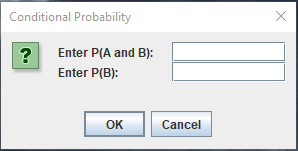 Conditional Probability
?
Enter P(A and B):
Enter P(B):
OK Cancel